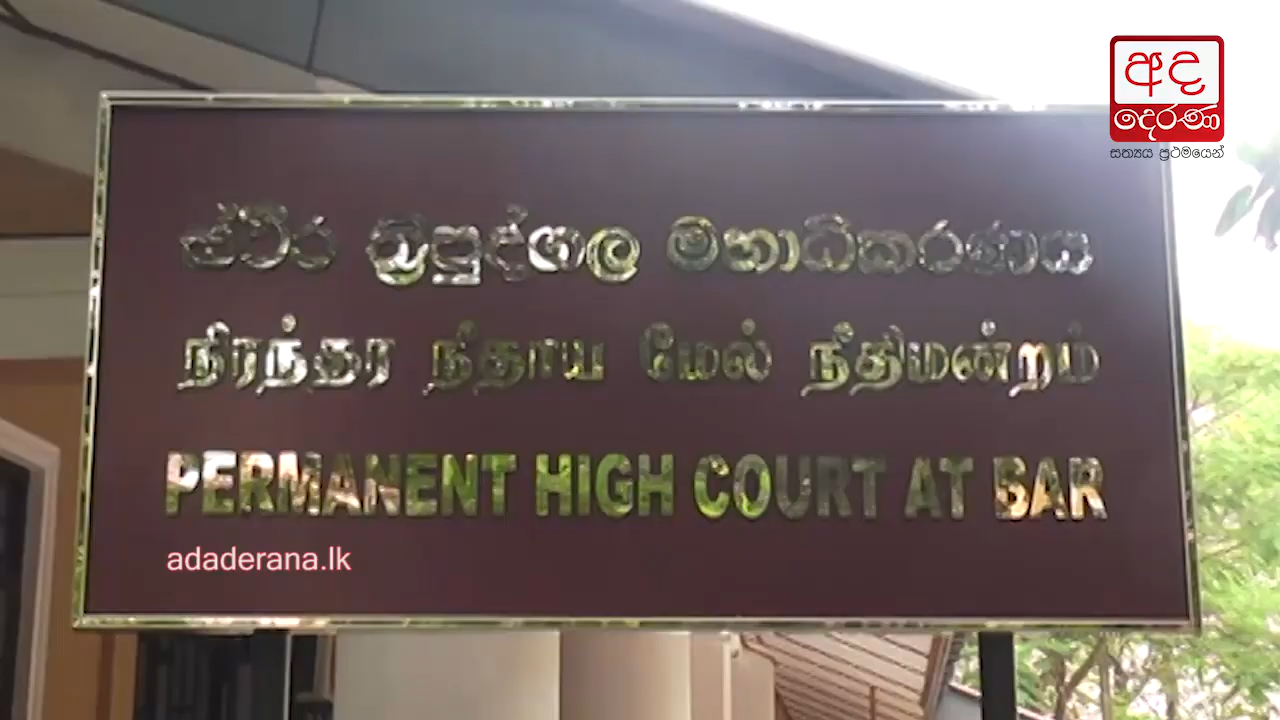 අද
දෙරණ
සත්‍යය ප්‍රථමයෙන්
ස්ථිර ත්‍රිපුද්ගල මහාධිකරණය
நிரந்தர நீதாய மேல் நீதிமன்றம்
PERMANENT HIGH COURT AT BAR
adaderana.lk